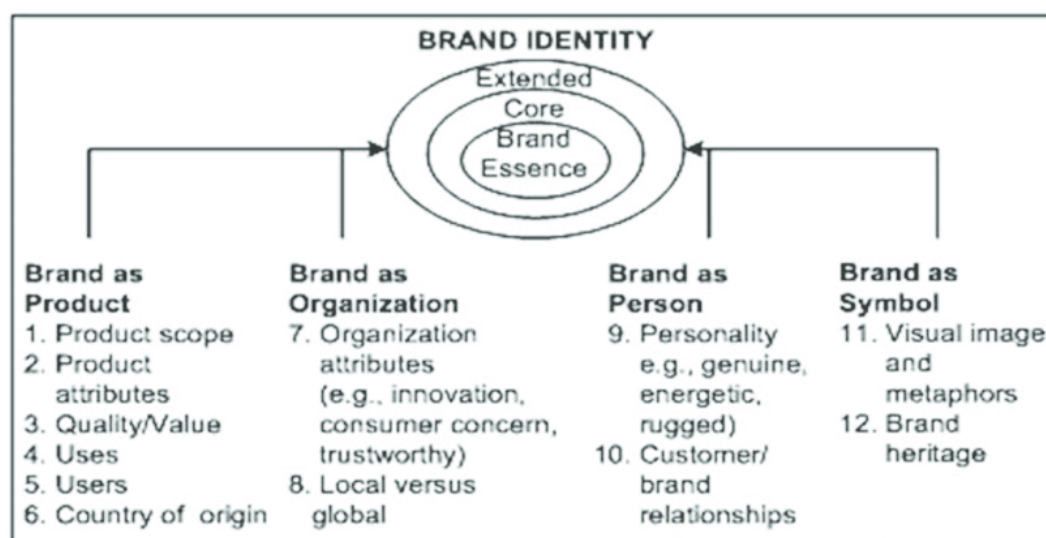 BRAND IDENTITY
Extended
Core
Brand
Essence
Brand as
Product
1. Product scope
2. Product
attributes
3. Quality/Value
4. Uses
5. Users
6. Country of origin
Brand as
Organization
7. Organization
attributes
(e.g., innovation,
consumer concern,
trustworthy)
8. Local versus
global
Brand as
Person
9. Personality
e.g., genuine,
energetic,
rugged)
10. Customer/
brand
relationships
Brand as
Symbol
11. Visual image
and
metaphors
12. Brand
heritage